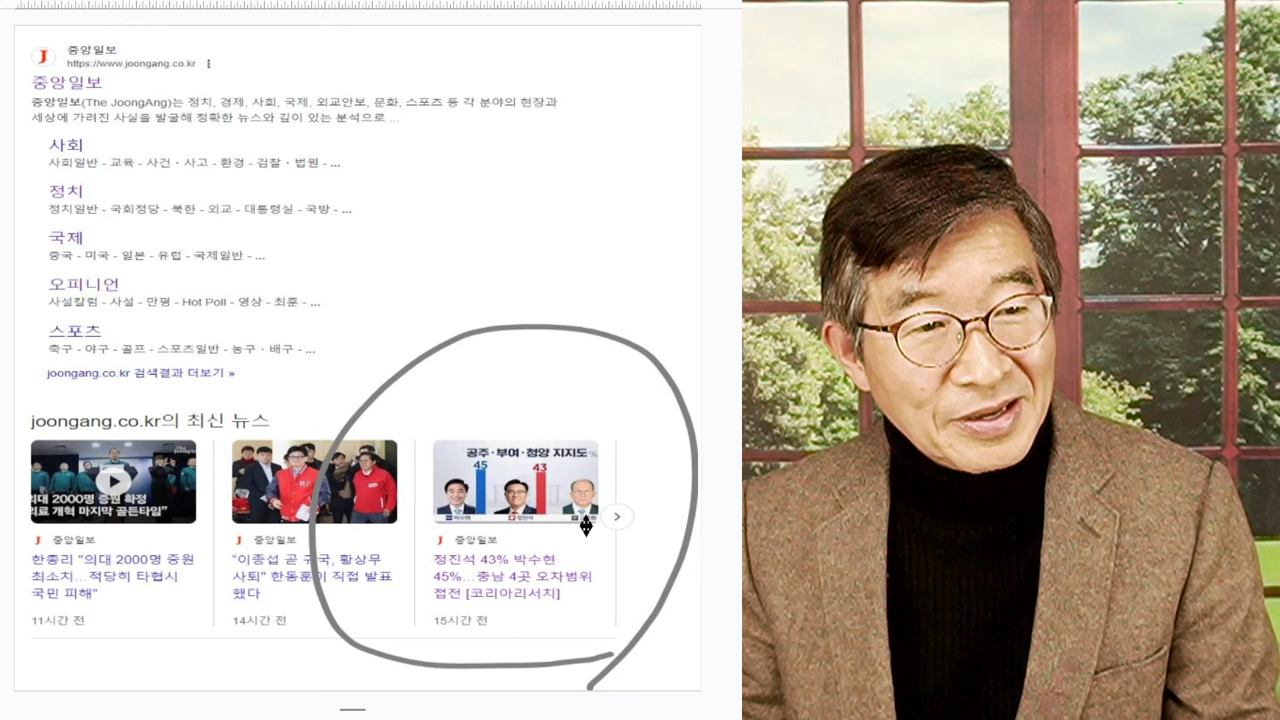 중앙일보
https://www.joongang.co.kr
중앙일보
중앙일보(The JoongAng)는 정치, 경제, 사회, 국제, 외교안보, 문화, 스포츠 등 각 분야의 현장과
세상에 가려진 사실을 발굴해 정확한 뉴스와 깊이 있는 분석으로 ...
사회
사회일반 - 교육 - 사건 · 사고 - 환경 - 검찰 · 법원 - ...
정치
정치일반 - 국회정당 - 북한 - 외교 - 대통령실 - 국방 - ...
국제
중국 - 미국 - 일본 - 유럽 - 국제일반 - ...
오피니언
사설칼럼 - 사설 - 만평 - Hot Poll - 영상 - 최훈 - ...
스포츠
축구 - 야구 - 골프 - 스포츠일반 - 농구 · 배구 - ...
joongang.co.kr 검색결과 더보기 »
joongang.co.kr의 최신 뉴스
의대 2000명 증원 확정
의료 개혁 마지막 골든타임"
공주·부여·청양 지지도 %
45
43
박수현
정진석
J 중앙일보
한총리 "의대 2000명 증원
최소치...적당히 타협시
국민 피해"
11시간 전
J 중앙일보
"이종섭 곧 귀국, 황상무
사퇴" 한동훈이 직접 발표
했다
14시간 전
J 중앙일보
정진석 43% 박수현
45%...충남 4곳 오차범위
접전 [코리아리서치]
15시간 전